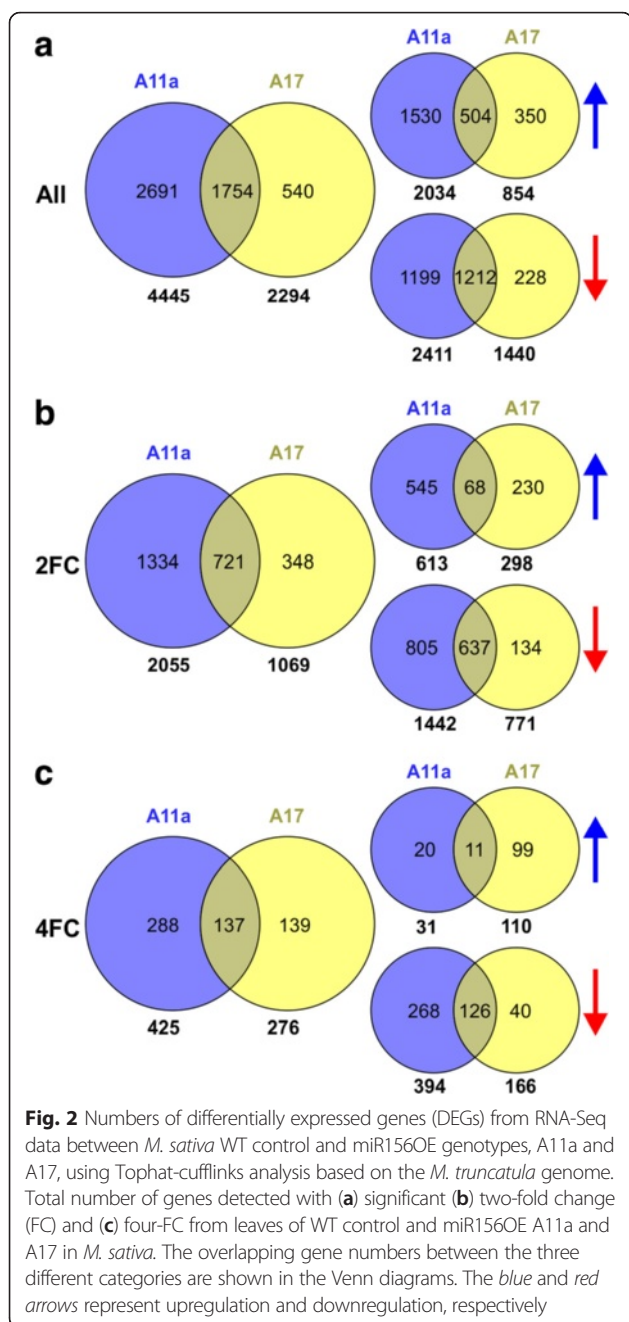 a
A11a A17
All
2691 1754 540
4445 2294
A11a A17
1530 504 350
2034 854
1199 1212 228
2411 1440
b
A11a A17
2FC
1334 721 348
2055 1069
A11a A17
545 68 230
613 298
805 637 134
1442 771
c
A11a A17
4FC
288 137 139
425 276
A11a A17
20 11 99
31 110
268 126 40
394 166
Fig. 2 Numbers of differentially expressed genes (DEGs) from RNA-Seq
data between M. sativa WT control and miR156OE genotypes, A11a and
A17, using Tophat-cufflinks analysis based on the M. truncatula genome.
Total number of genes detected with (a) significant (b) two-fold change
(FC) and (c) four-FC from leaves of WT control and miR156OE A11a and
A17 in M. sativa. The overlapping gene numbers between the three
different categories are shown in the Venn diagrams. The blue and red
arrows represent upregulation and downregulation, respectively